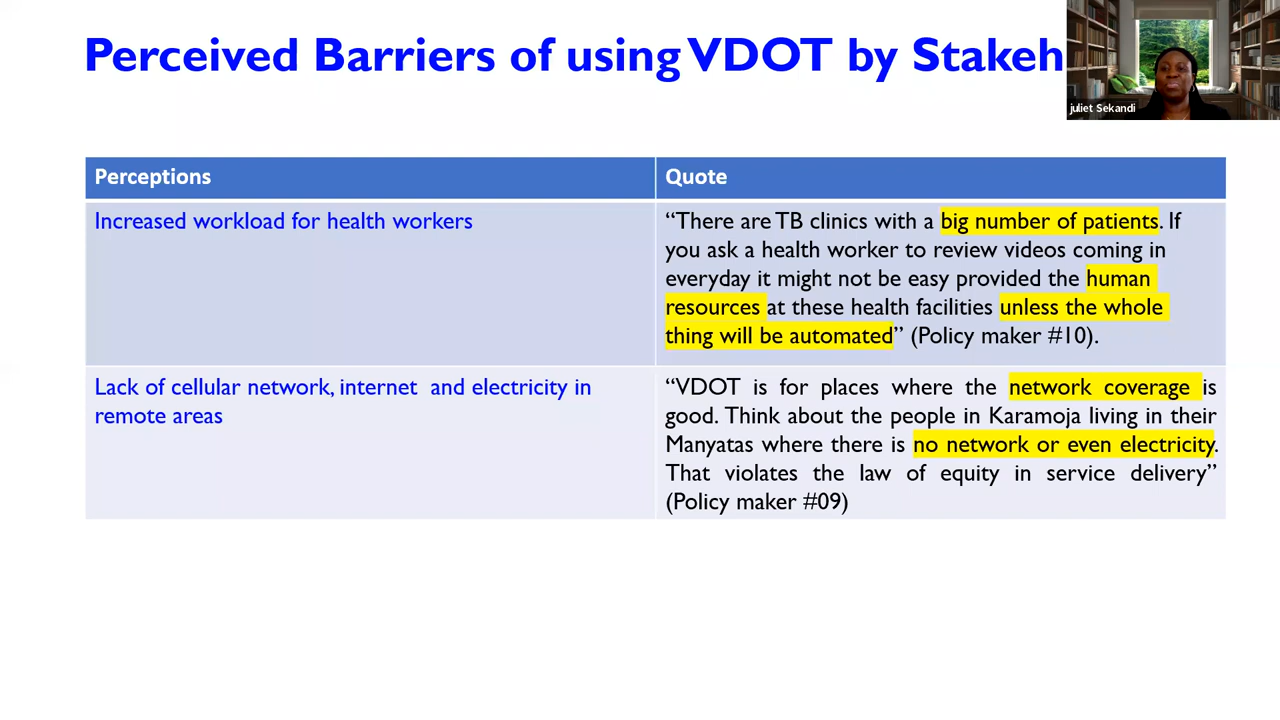 Perceived Barriers of using VDOT by Stakeh
juliet Sekandi
Perceptions
Quote
Increased workload for health workers
“There are TB clinics with a big number of patients. If
you ask a health worker to review videos coming in
everyday it might not be easy provided the human
resources at these health facilities unless the whole
thing will be automated” (Policy maker #10).
Lack of cellular network, internet and electricity in
remote areas
“VDOT is for places where the network coverage is
good. Think about the people in Karamoja living in their
Manyatas where there is no network or even electricity.
That violates the law of equity in service delivery”
(Policy maker #09)